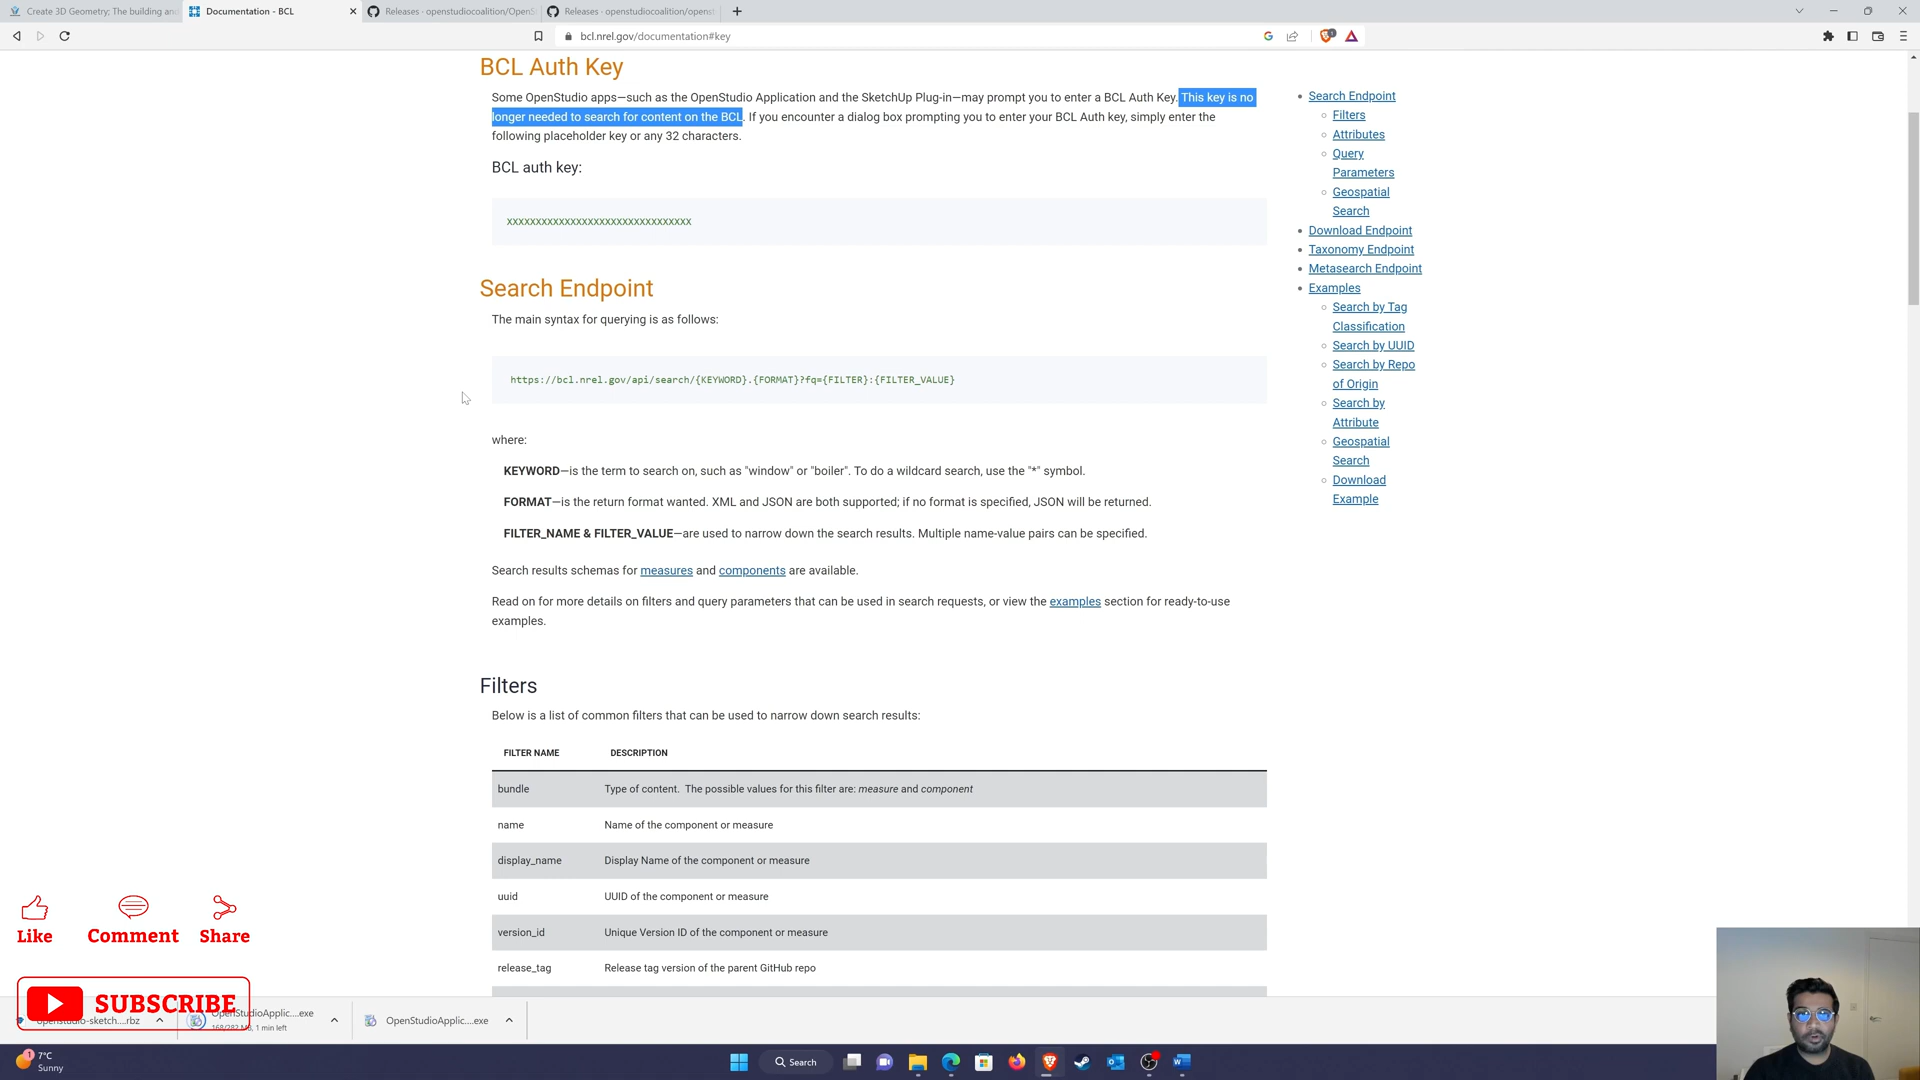 Create 3D Geometry; The building and
Documentation - BCL
Releases · openstudiocoalition/OpenS
Releases · openstudiocoalition/openst
bcl.nrel.gov/documentation#key
1
BCL Auth Key
Some OpenStudio apps—such as the OpenStudio Application and the SketchUp Plug-in—may prompt you to enter a BCL Auth Key. This key is no
longer needed to search for content on the BCL. If you encounter a dialog box prompting you to enter your BCL Auth key, simply enter the
following placeholder key or any 32 characters.
BCL auth key:
xxxxxxxxxxxxxxxxxxxxxxxxxxxxxxxx
Search Endpoint
The main syntax for querying is as follows:
https://bcl.nrel.gov/api/search/{KEYWORD}.{FORMAT}?fq={FILTER}:{FILTER_VALUE}
where:
KEYWORD—is the term to search on, such as "window" or "boiler". To do a wildcard search, use the "*" symbol.
FORMAT—is the return format wanted. XML and JSON are both supported; if no format is specified, JSON will be returned.
FILTER_NAME & FILTER_VALUE—are used to narrow down the search results. Multiple name-value pairs can be specified.
Search results schemas for measures and components are available.
Read on for more details on filters and query parameters that can be used in search requests, or view the examples section for ready-to-use
examples.
Filters
Below is a list of common filters that can be used to narrow down search results:
FILTER NAME DESCRIPTION
bundle Type of content. The possible values for this filter are: measure and component
name Name of the component or measure
display_name Display Name of the component or measure
uuid UUID of the component or measure
version_id Unique Version ID of the component or measure
release_tag Release tag version of the parent GitHub repo
Search Endpoint
Filters
Attributes
Query
Parameters
Geospatial
Search
Download Endpoint
Taxonomy Endpoint
Metasearch Endpoint
Examples
Search by Tag
Classification
Search by UUID
Search by Repo
of Origin
Search by
Attribute
Geospatial
Search
Download
Example
Like
Comment
Share
SUBSCRIBE
openstudio-sketch....rbz
OpenStudioApplic....exe
168/282 MB, 1 min left
OpenStudioApplic....exe
1
7°C
Sunny
Search